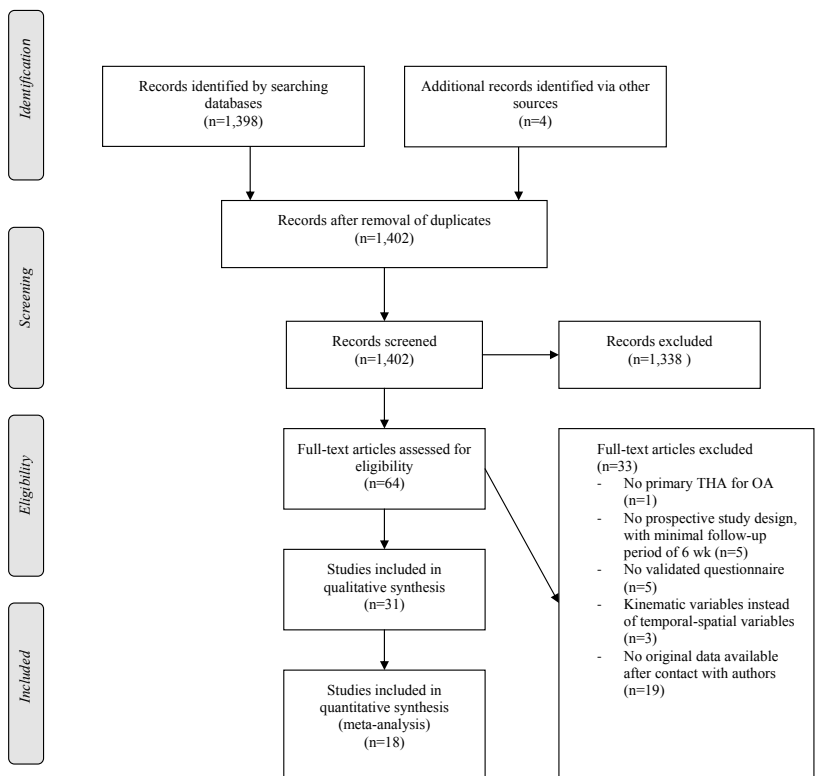 Identification
Records identified by searching
databases
(n=1,398)
Additional records identified via other
sources
(n=4)
Records after removal of duplicates
(n=1,402)
Screening
Records screened
(n=1,402)
Records excluded
(n=1,338 )
Eligibility
Full-text articles assessed for
eligibility
(n=64)
Full-text articles excluded
(n=33)
- No primary THA for OA
(n=1)
- No prospective study design,
with minimal follow-up
period of 6 wk (n=5)
- No validated questionnaire
(n=5)
- Kinematic variables instead
of temporal-spatial variables
(n=3)
- No original data available
after contact with authors
(n=19)
Studies included in
qualitative synthesis
(n=31)
Included
Studies included in
quantitative synthesis
(meta-analysis)
(n=18)